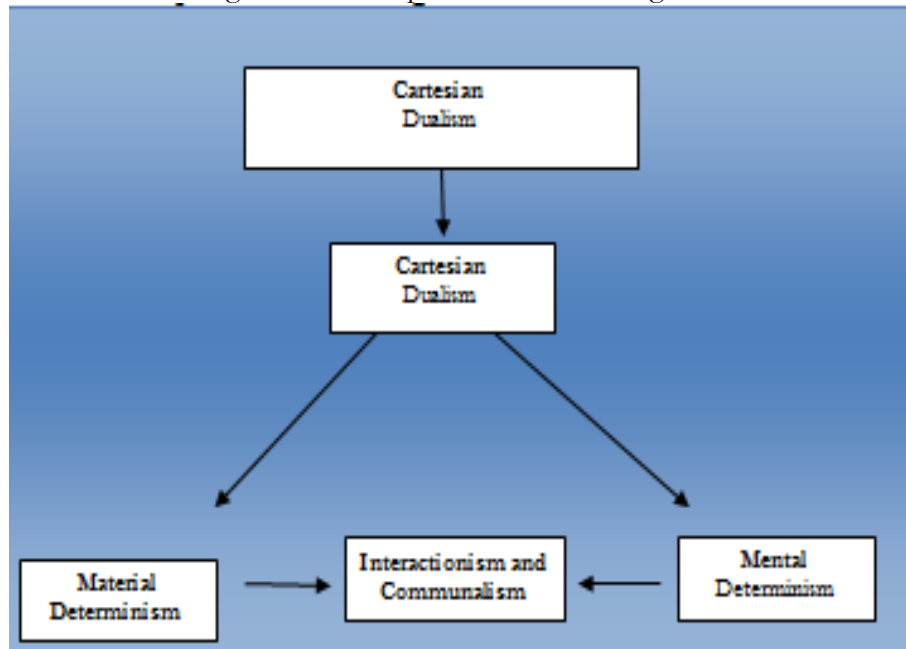 Cartesian
Dualism
Cartesian
Dualism
Material
Determinism
Interactionism and
Communalism
Mental
Determinism